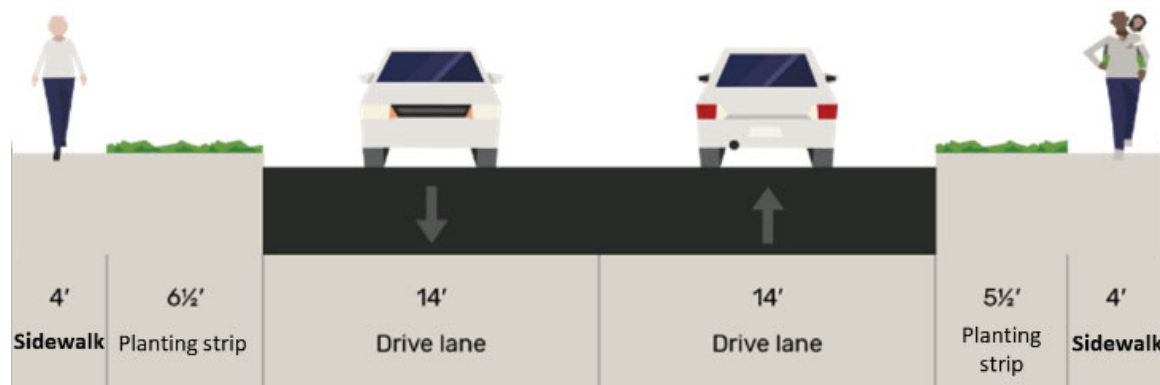 4’ 6½’ 14’ 14’ 5½’ 4’
Sidewalk Planting strip Drive lane Drive lane Planting strip Sidewalk